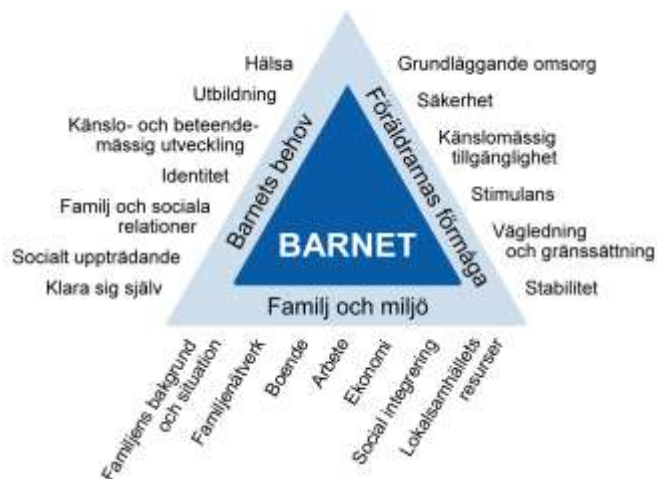 Hälsa
Utbildning
Känslo- och beteende-
mässig utveckling
Identitet
Familj och sociala
relationer
Socialt uppträdande
Klara sig själv
Barnets behov
BARNET
Föräldrarnas förmåga
Familj och miljö
Grundläggande omsorg
Säkerhet
Känslomässig
tillgänglighet
Stimulans
Vägledning
och gränssättning
Stabilitet
Familjens bakgrund
och situation
Familjenätverk
Boende
Arbete
Ekonomi
Social integrering
Lokalsamhällets
resurser